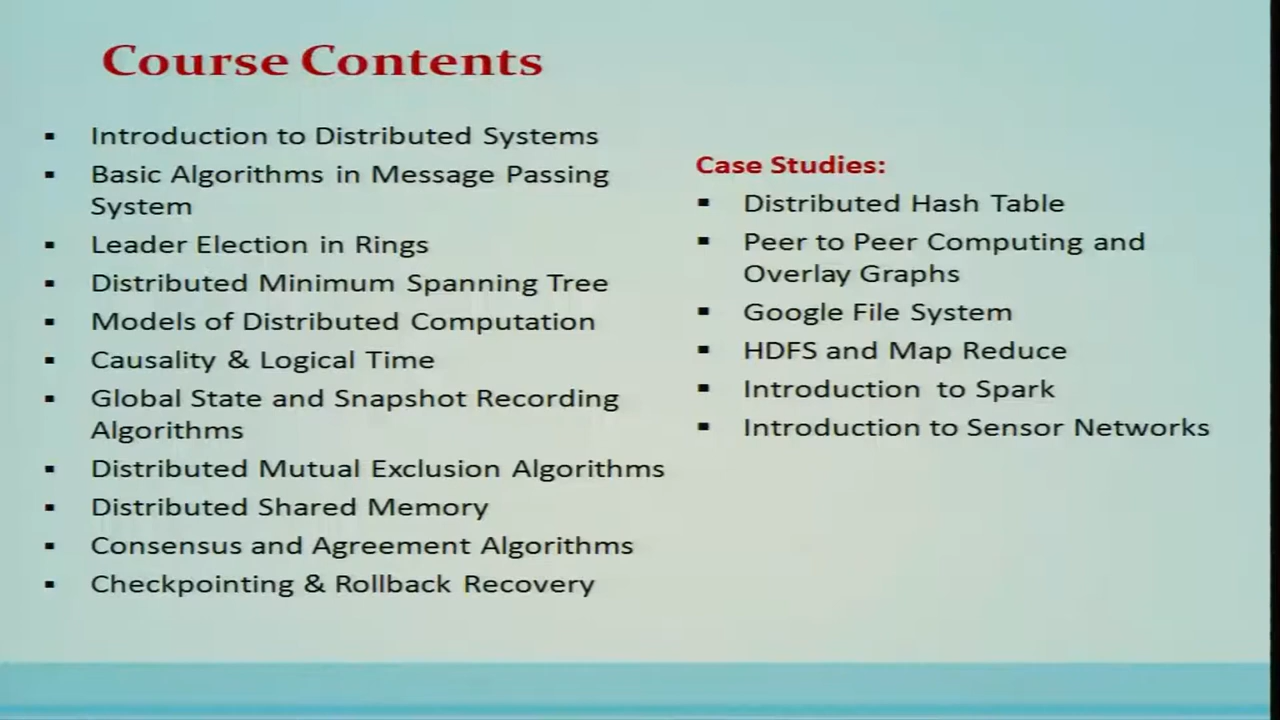 Course Contents
▪ Introduction to Distributed Systems
▪ Basic Algorithms in Message Passing
System
▪ Leader Election in Rings
▪ Distributed Minimum Spanning Tree
▪ Models of Distributed Computation
▪ Causality & Logical Time
▪ Global State and Snapshot Recording
Algorithms
▪ Distributed Mutual Exclusion Algorithms
▪ Distributed Shared Memory
▪ Consensus and Agreement Algorithms
▪ Checkpointing & Rollback Recovery
Case Studies:
▪ Distributed Hash Table
▪ Peer to Peer Computing and
Overlay Graphs
▪ Google File System
▪ HDFS and Map Reduce
▪ Introduction to Spark
▪ Introduction to Sensor Networks